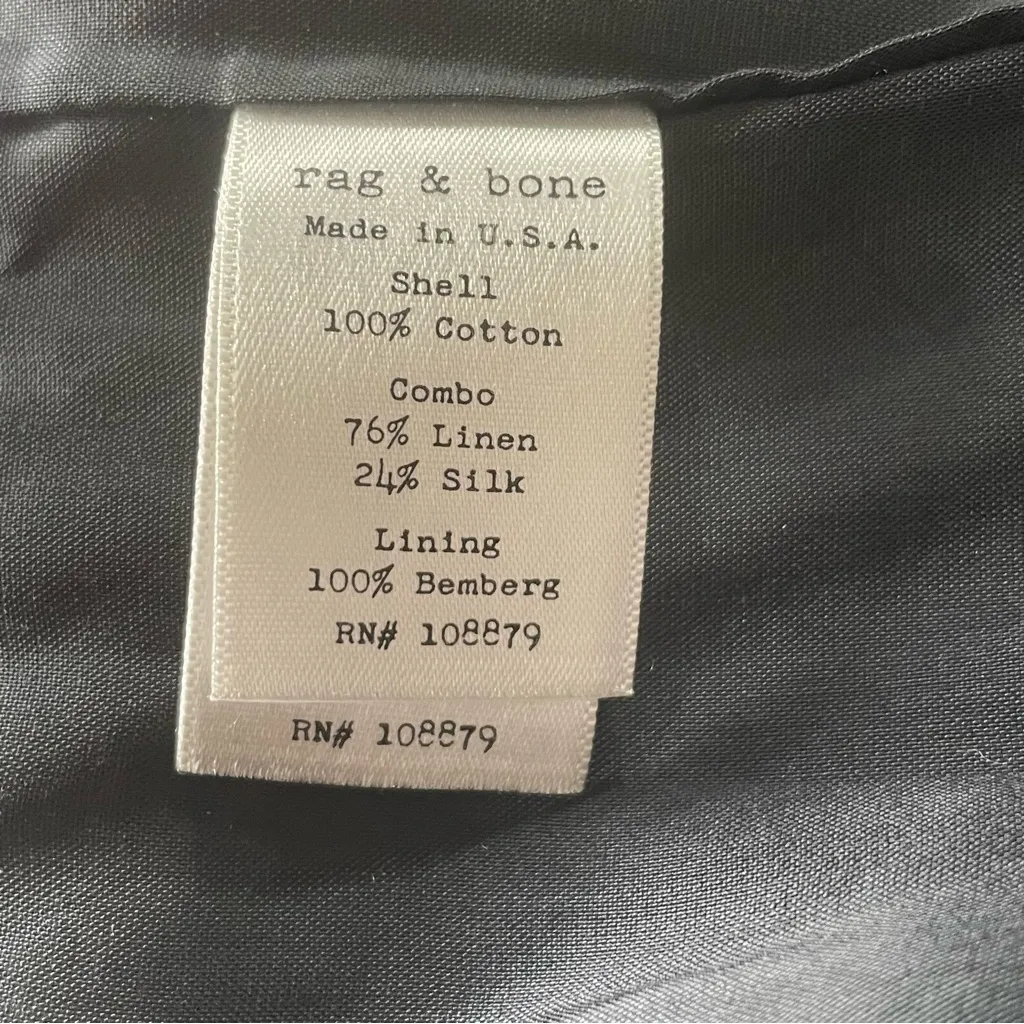 rag & bone
Made in U.S.A.
Shell
100% Cotton
Combo
76% Linen
24% Silk
Lining
100% Bemberg
RN# 108879
RN# 108879